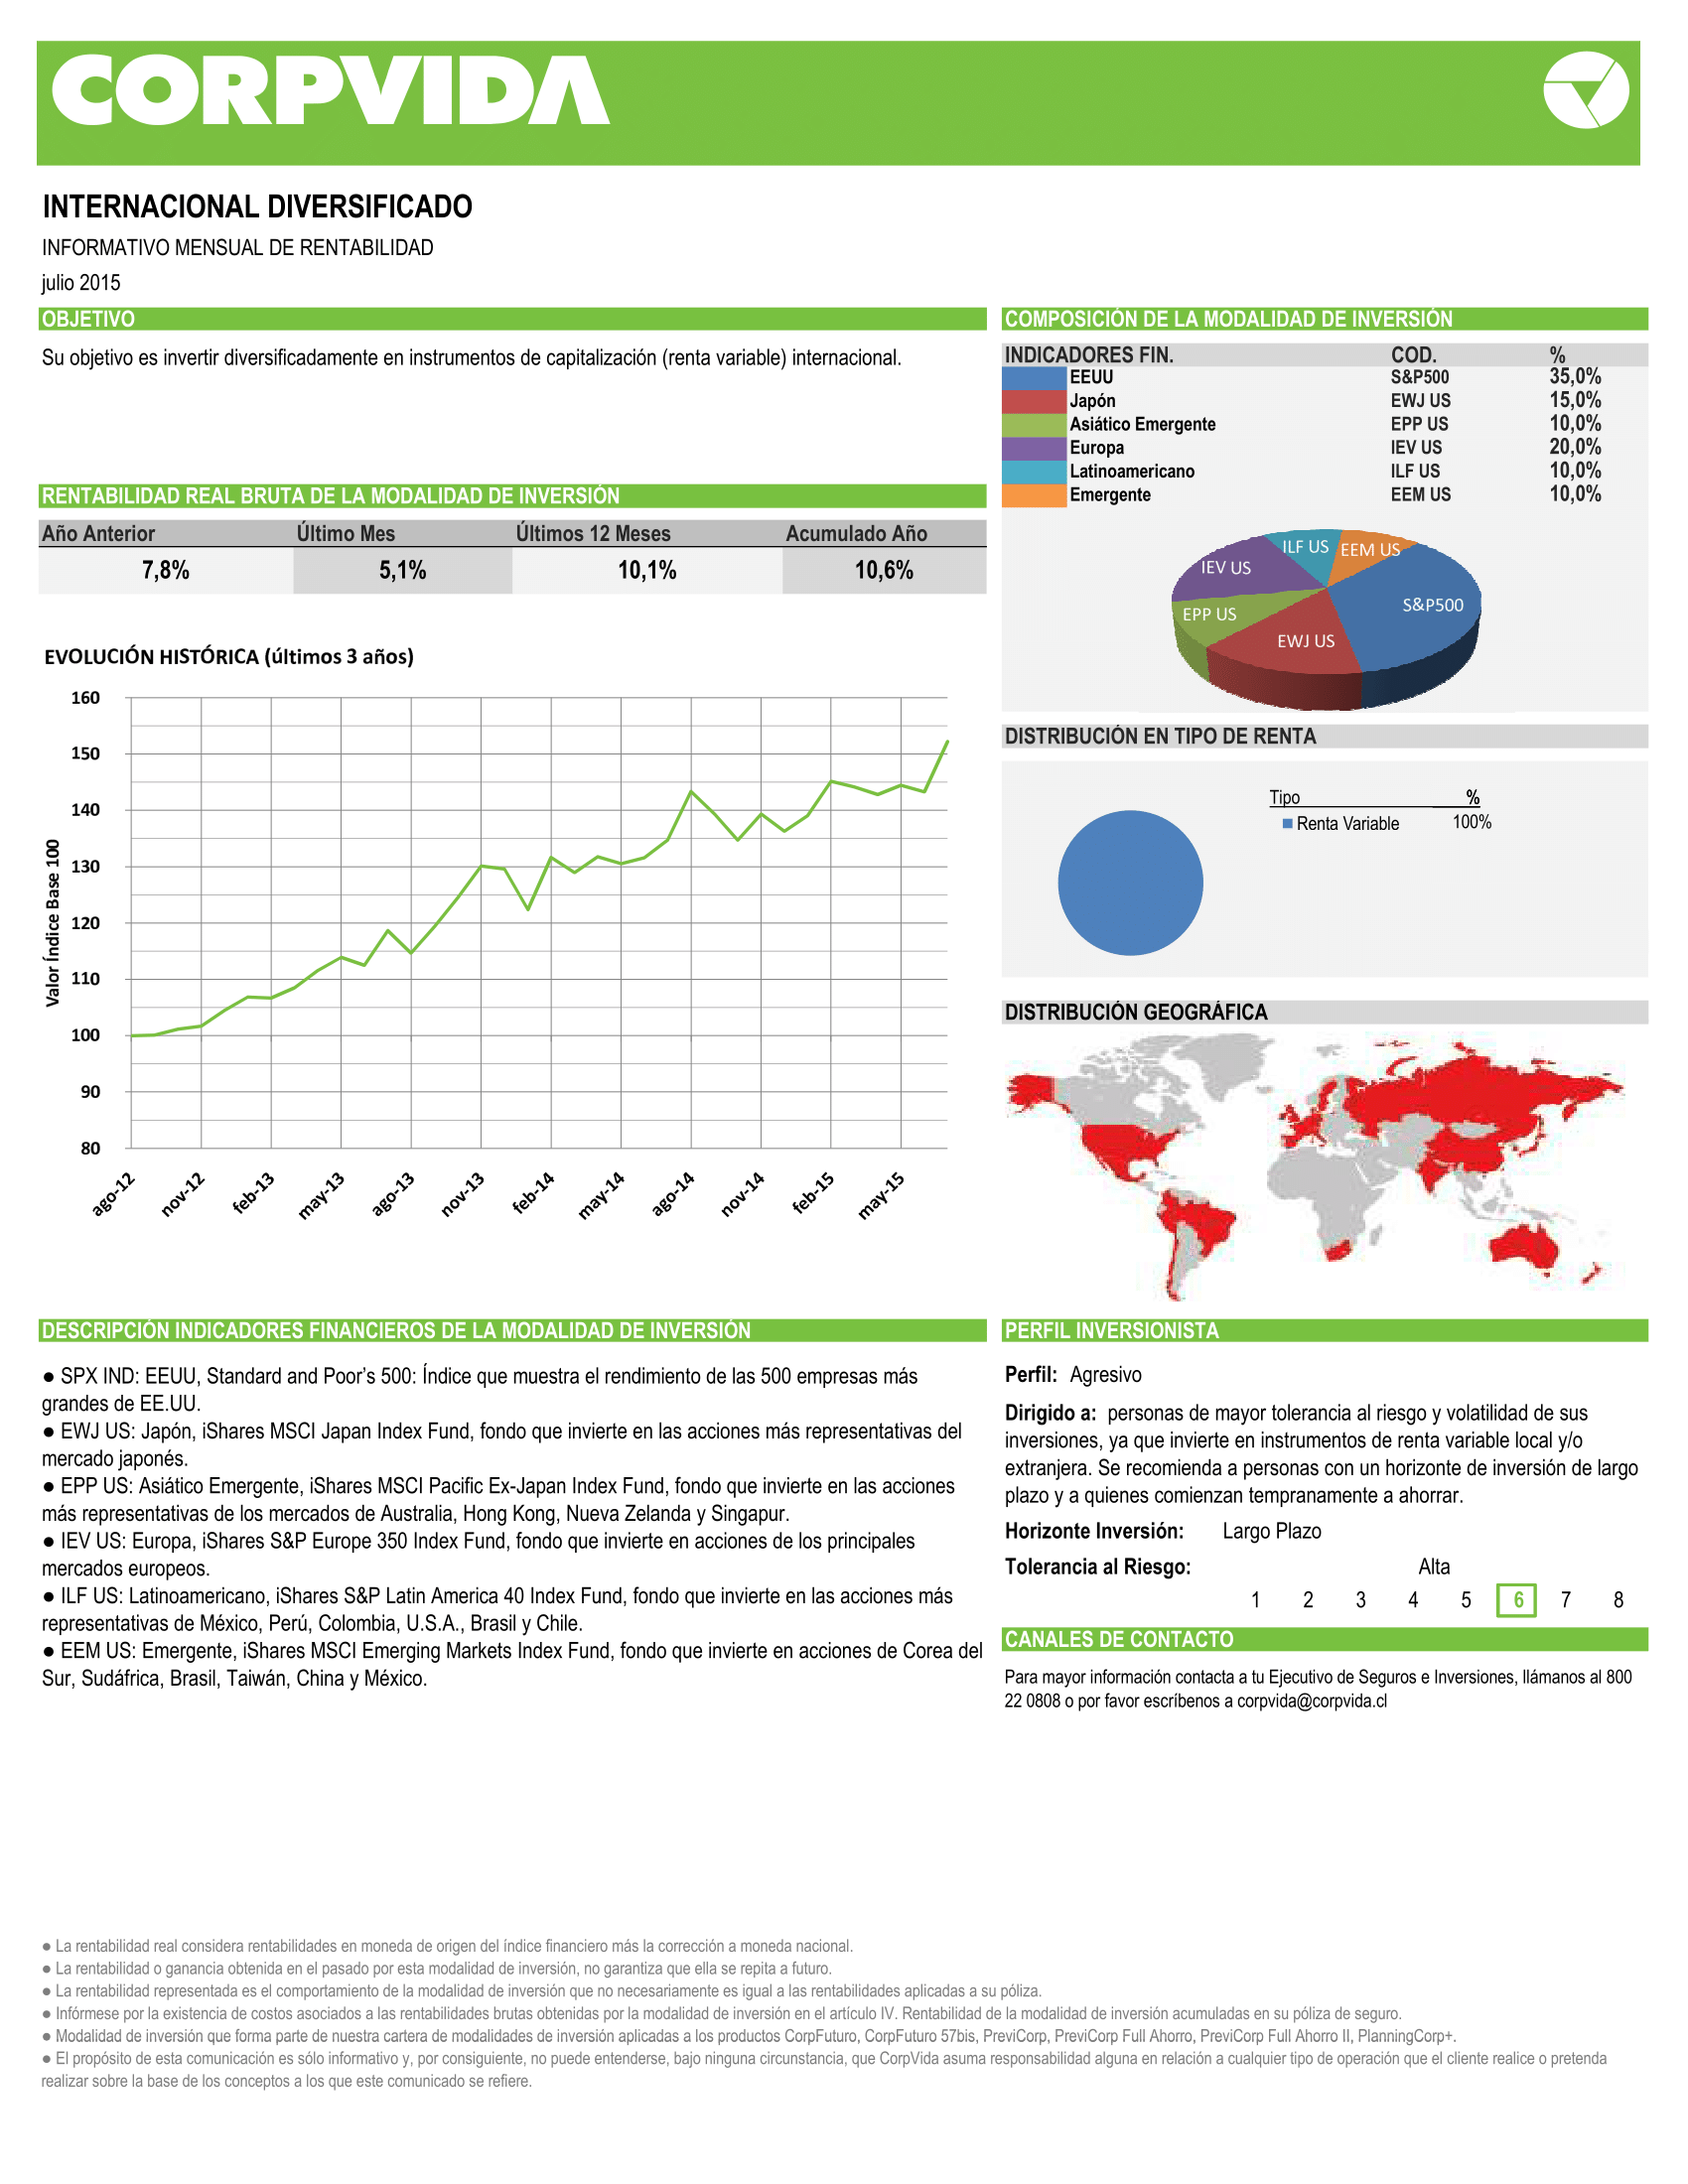 CORPVIDA
INTERNACIONAL DIVERSIFICADO
INFORMATIVO MENSUAL DE RENTABILIDAD
julio 2015
OBJETIVO
Su objetivo es invertir diversificadamente en instrumentos de capitalización (renta variable) internacional.
RENTABILIDAD REAL BRUTA DE LA MODALIDAD DE INVERSIÓN
Año Anterior Último Mes Últimos 12 Meses Acumulado Año
7,8% 5,1% 10,1% 10,6%
EVOLUCIÓN HISTÓRICA (últimos 3 años)
Valor Índice Base 100
160
150
140
130
120
110
100
90
80
ago-12 nov-12 feb-13 may-13 ago-13 nov-13 feb-14 may-14 ago-14 nov-14 feb-15 may-15
COMPOSICIÓN DE LA MODALIDAD DE INVERSIÓN
INDICADORES FIN. COD. %
EEUU S&P500 35,0%
Japón EWJ US 15,0%
Asiático Emergente EPP US 10,0%
Europa IEV US 20,0%
Latinoamericano ILF US 10,0%
Emergente EEM US 10,0%
ILF US EEM US
IEV US
S&P500
EPP US
EWJ US
DISTRIBUCIÓN EN TIPO DE RENTA
Tipo %
Renta Variable 100%
DISTRIBUCIÓN GEOGRÁFICA
DESCRIPCIÓN INDICADORES FINANCIEROS DE LA MODALIDAD DE INVERSIÓN
● SPX IND: EEUU, Standard and Poor's 500: Índice que muestra el rendimiento de las 500 empresas más
grandes de EE.UU.
● EWJ US: Japón, iShares MSCI Japan Index Fund, fondo que invierte en las acciones más representativas del
mercado japonés.
● EPP US: Asiático Emergente, iShares MSCI Pacific Ex-Japan Index Fund, fondo que invierte en las acciones
más representativas de los mercados de Australia, Hong Kong, Nueva Zelanda y Singapur.
● IEV US: Europa, iShares S&P Europe 350 Index Fund, fondo que invierte en acciones de los principales
mercados europeos.
● ILF US: Latinoamericano, iShares S&P Latin America 40 Index Fund, fondo que invierte en las acciones más
representativas de México, Perú, Colombia, U.S.A., Brasil y Chile.
● EEM US: Emergente, iShares MSCI Emerging Markets Index Fund, fondo que invierte en acciones de Corea del
Sur, Sudáfrica, Brasil, Taiwán, China y México.
PERFIL INVERSIONISTA
Perfil: Agresivo
Dirigido a: personas de mayor tolerancia al riesgo y volatilidad de sus
inversiones, ya que invierte en instrumentos de renta variable local y/o
extranjera. Se recomienda a personas con un horizonte de inversión de largo
plazo y a quienes comienzan tempranamente a ahorrar.
Horizonte Inversión: Largo Plazo
Tolerancia al Riesgo: Alta
1 2 3 4 5 6 7 8
CANALES DE CONTACTO
Para mayor información contacta a tu Ejecutivo de Seguros e Inversiones, llámanos al 800
22 0808 o por favor escríbenos a corpvida@corpvida.cl
● La rentabilidad real considera rentabilidades en moneda de origen del índice financiero más la corrección a moneda nacional.
● La rentabilidad o ganancia obtenida en el pasado por esta modalidad de inversión, no garantiza que ella se repita a futuro.
● La rentabilidad representada es el comportamiento de la modalidad de inversión que no necesariamente es igual a las rentabilidades aplicadas a su póliza.
● Infórmese por la existencia de costos asociados a las rentabilidades brutas obtenidas por la modalidad de inversión en el artículo IV. Rentabilidad de la modalidad de inversión acumuladas en su póliza de seguro.
● Modalidad de inversión que forma parte de nuestra cartera de modalidades de inversión aplicadas a los productos CorpFuturo, CorpFuturo 57bis, PreviCorp, PreviCorp Full Ahorro, PreviCorp Full Ahorro II, PlanningCorp+.
● El propósito de esta comunicación es sólo informativo y, por consiguiente, no puede entenderse, bajo ninguna circunstancia, que CorpVida asuma responsabilidad alguna en relación a cualquier tipo de operación que el cliente realice o pretenda
realizar sobre la base de los conceptos a los que este comunicado se refiere.